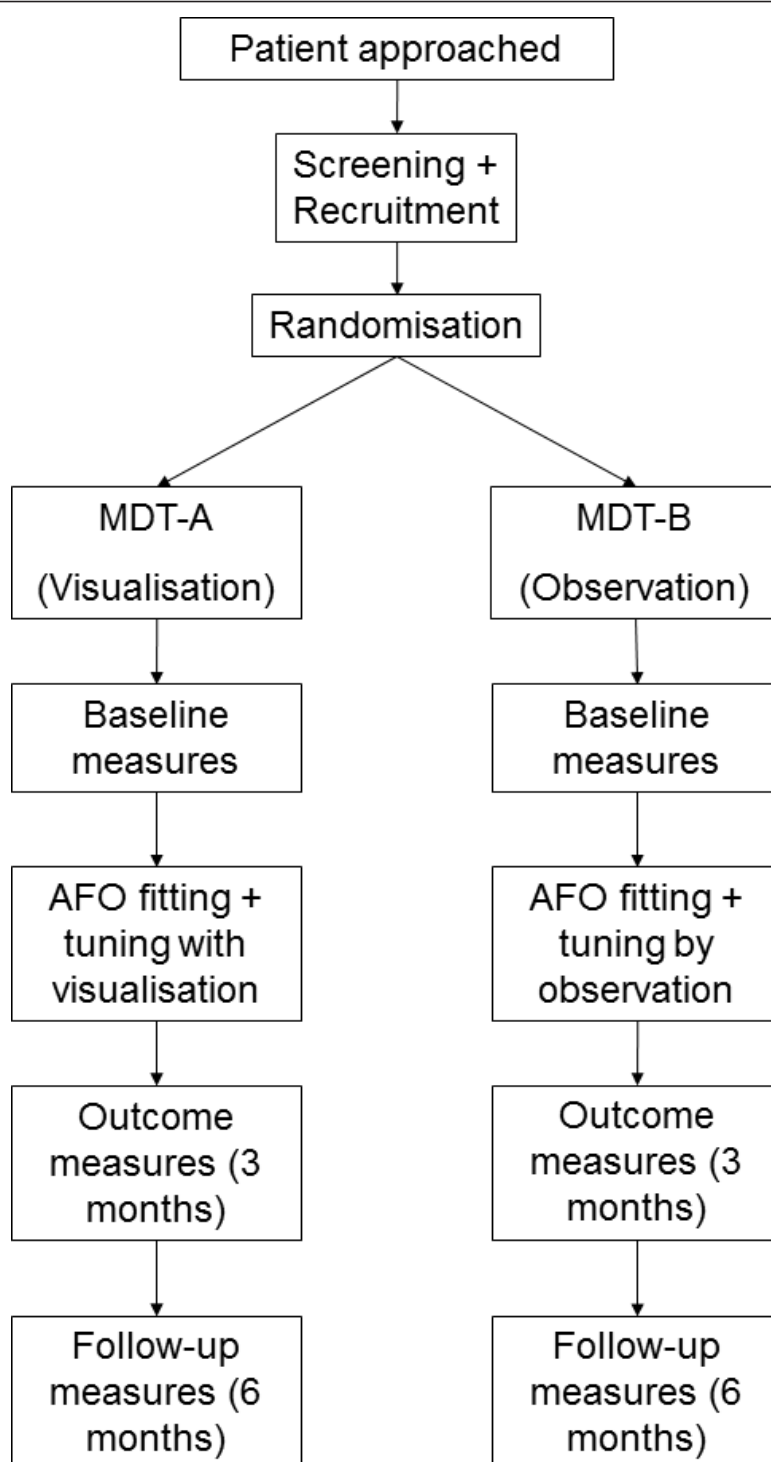 Patient approached
Screening +
Recruitment
Randomisation
MDT-A
(Visualisation)
MDT-B
(Observation)
Baseline
measures
Baseline
measures
AFO fitting +
tuning with
visualisation
AFO fitting +
tuning by
observation
Outcome
measures (3
months)
Outcome
measures (3
months)
Follow-up
measures (6
months)
Follow-up
measures (6
months)